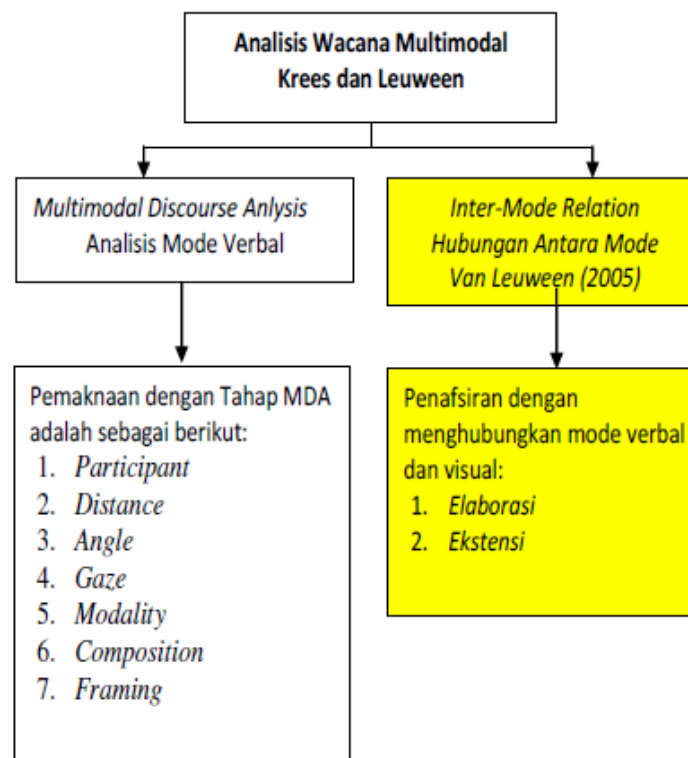 Analisis Wacana Multimodal
Krees dan Leuween
Multimodal Discourse Anlysis
Analisis Mode Verbal
Inter-Mode Relation
Hubungan Antara Mode
Van Leuween (2005)
Pemaknaan dengan Tahap MDA
adalah sebagai berikut:
1. Participant
2. Distance
3. Angle
4. Gaze
5. Modality
6. Composition
7. Framing
Penafsiran dengan
menghubungkan mode verbal
dan visual:
1. Elaborasi
2. Ekstensi